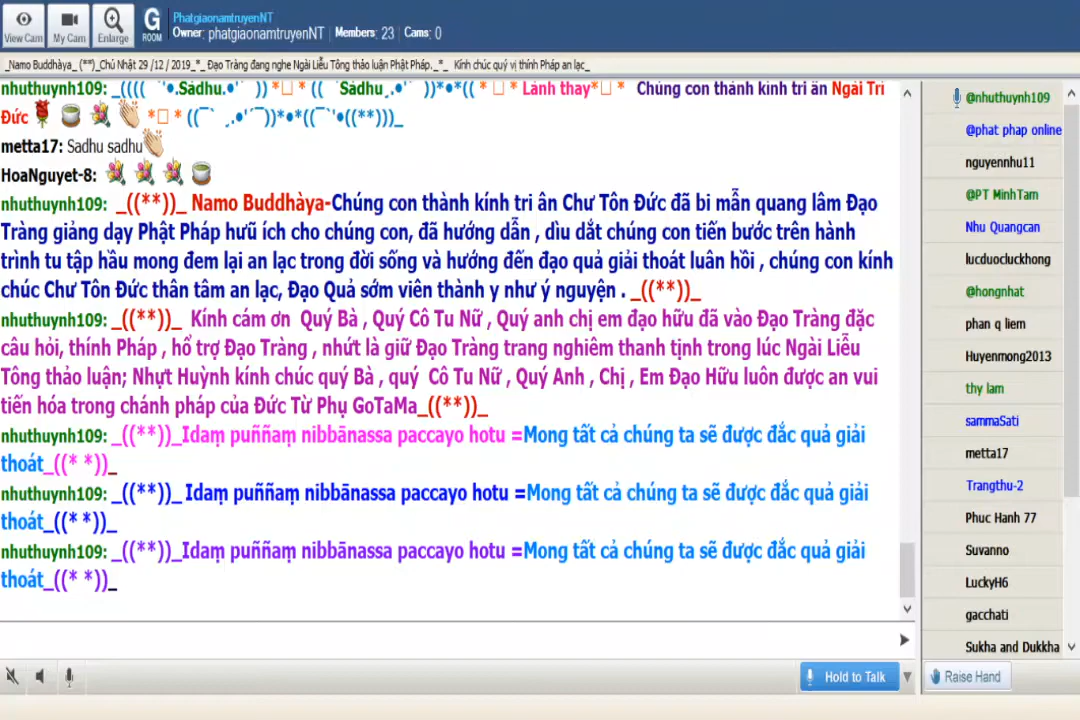 View Cam
My Cam
Enlarge
G
ROOM
PhatgiaonamtruyenNT
Owner: phatgiaonamtruyenNT Members: 23 Cams: 0
_Namo Buddhàya_ (**)_Chủ Nhật 29 /12 / 2019_*_ Đạo Tràng đang nghe Ngài Liễu Tông thảo luận Phật Pháp._*_ Kính chúc quý vị thính Pháp an lạc_
nhuthuynh109: _(((( ¨`'•.Sádhu.•'´¨ )) *□ * (( ¨`Sádhu¸.•'´¨ ))*•*(( * □ * Lành thay*□ * Chúng con thành kính tri ân Ngài Trí
Đức *□ * ((¯` ¸.•'´¯))*•*((¯`'•((**)))_
metta17: Sadhu sadhu
HoaNguyet-8:
nhuthuynh109: _((**))_ Namo Buddhàya-Chúng con thành kính tri ân Chư Tôn Đức đã bi mẫn quang lâm Đạo
Tràng giảng dạy Phật Pháp hưũ ích cho chúng con, đã hướng dẫn , dìu dắt chúng con tiến bước trên hành
trình tu tập hầu mong đem lại an lạc trong đời sống và hướng đến đạo quả giải thoát luân hồi , chúng con kính
chúc Chư Tôn Đức thân tâm an lạc, Đạo Quả sớm viên thành y như ý nguyện . _((**))_
nhuthuynh109: _((**))_ Kính cám ơn Quý Bà , Quý Cô Tu Nữ , Quý anh chị em đạo hữu đã vào Đạo Tràng đặc
câu hỏi, thính Pháp , hổ trợ Đạo Tràng , nhứt là giữ Đạo Tràng trang nghiêm thanh tịnh trong lúc Ngài Liễu
Tông thảo luận; Nhựt Huỳnh kính chúc quý Bà , quý Cô Tu Nữ , Quý Anh , Chị , Em Đạo Hữu luôn được an vui
tiến hóa trong chánh pháp của Đức Từ Phụ GoTaMa_((**))_
nhuthuynh109: _((**))_Idaṃ puññaṃ nibbānassa paccayo hotu =Mong tất cả chúng ta sẽ được đắc quả giải
thoát_((* *))_
nhuthuynh109: _((**))_ Idaṃ puññaṃ nibbānassa paccayo hotu =Mong tất cả chúng ta sẽ được đắc quả giải
thoát_((* *))_
nhuthuynh109: _((**))_Idaṃ puññaṃ nibbānassa paccayo hotu =Mong tất cả chúng ta sẽ được đắc quả giải
thoát_((* *))_
@nhuthuynh109
@phat phap online
nguyennhu11
@PT MinhTam
Nhu Quangcan
lucduocluckhong
@hongnhat
phan q liem
Huyenmong2013
thy lam
sammaSati
metta17
Trangthu-2
Phuc Hanh 77
Suvanno
LuckyH6
gacchati
Sukha and Dukkha
Hold to Talk
Raise Hand